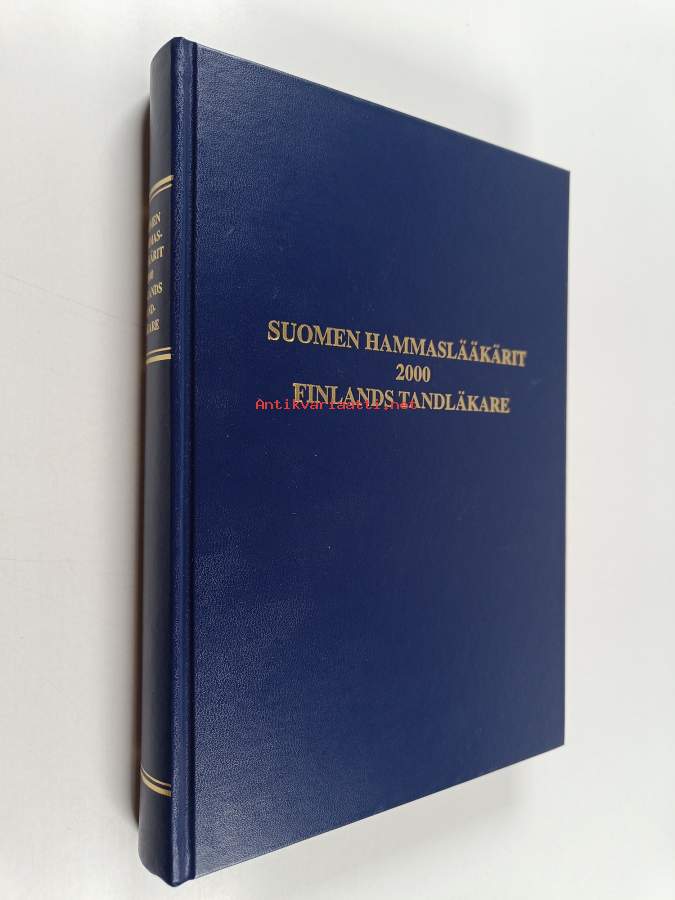 SUOMEN HAMMASLÄÄKÄRIT
2000
FINLANDS TANDLÄKARE
Antikvariaatti.net